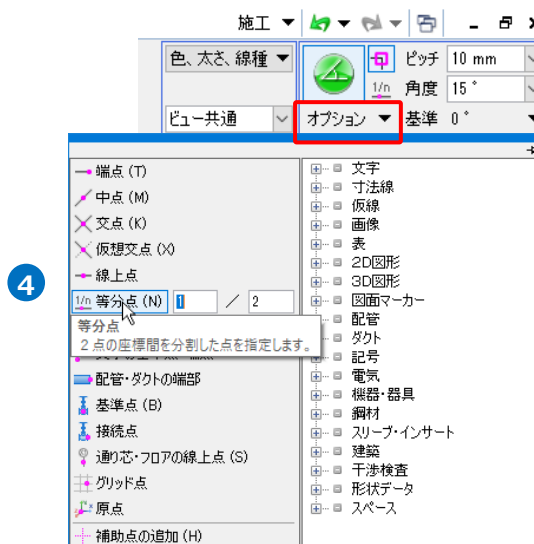 施工
色、太さ、線種
1/n
ピッチ 10 mm
角度 15 °
ビュー共通
オプション
基準 0 °
端点 (T)
中点 (M)
交点 (K)
仮想交点 (X)
線上点
4
1/n 等分点 (N) 1 / 2
等分点
2点の座標間を分割した点を指定します。
配管・ダクトの端部
基準点 (B)
接続点
通り芯・フロアの線上点 (S)
グリッド点
原点
補助点の追加 (H)
文字
寸法線
仮線
画像
表
2D図形
3D図形
図面マーカー
配管
ダクト
記号
電気
機器・器具
鋼材
スリーブ・インサート
建築
干渉検査
形状データ
スペース